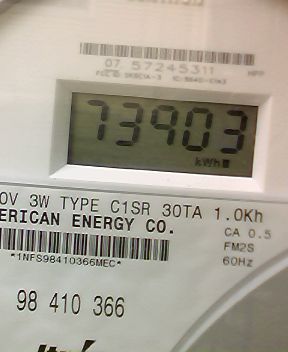 07 57245311
HPP
73903
kWh
0V 3W TYPE C1SR 30TA 1.0Kh
ERICAN ENERGY CO.
CA 0.5
*1NFS98410366MEC*
FM2S
60Hz
98 410 366